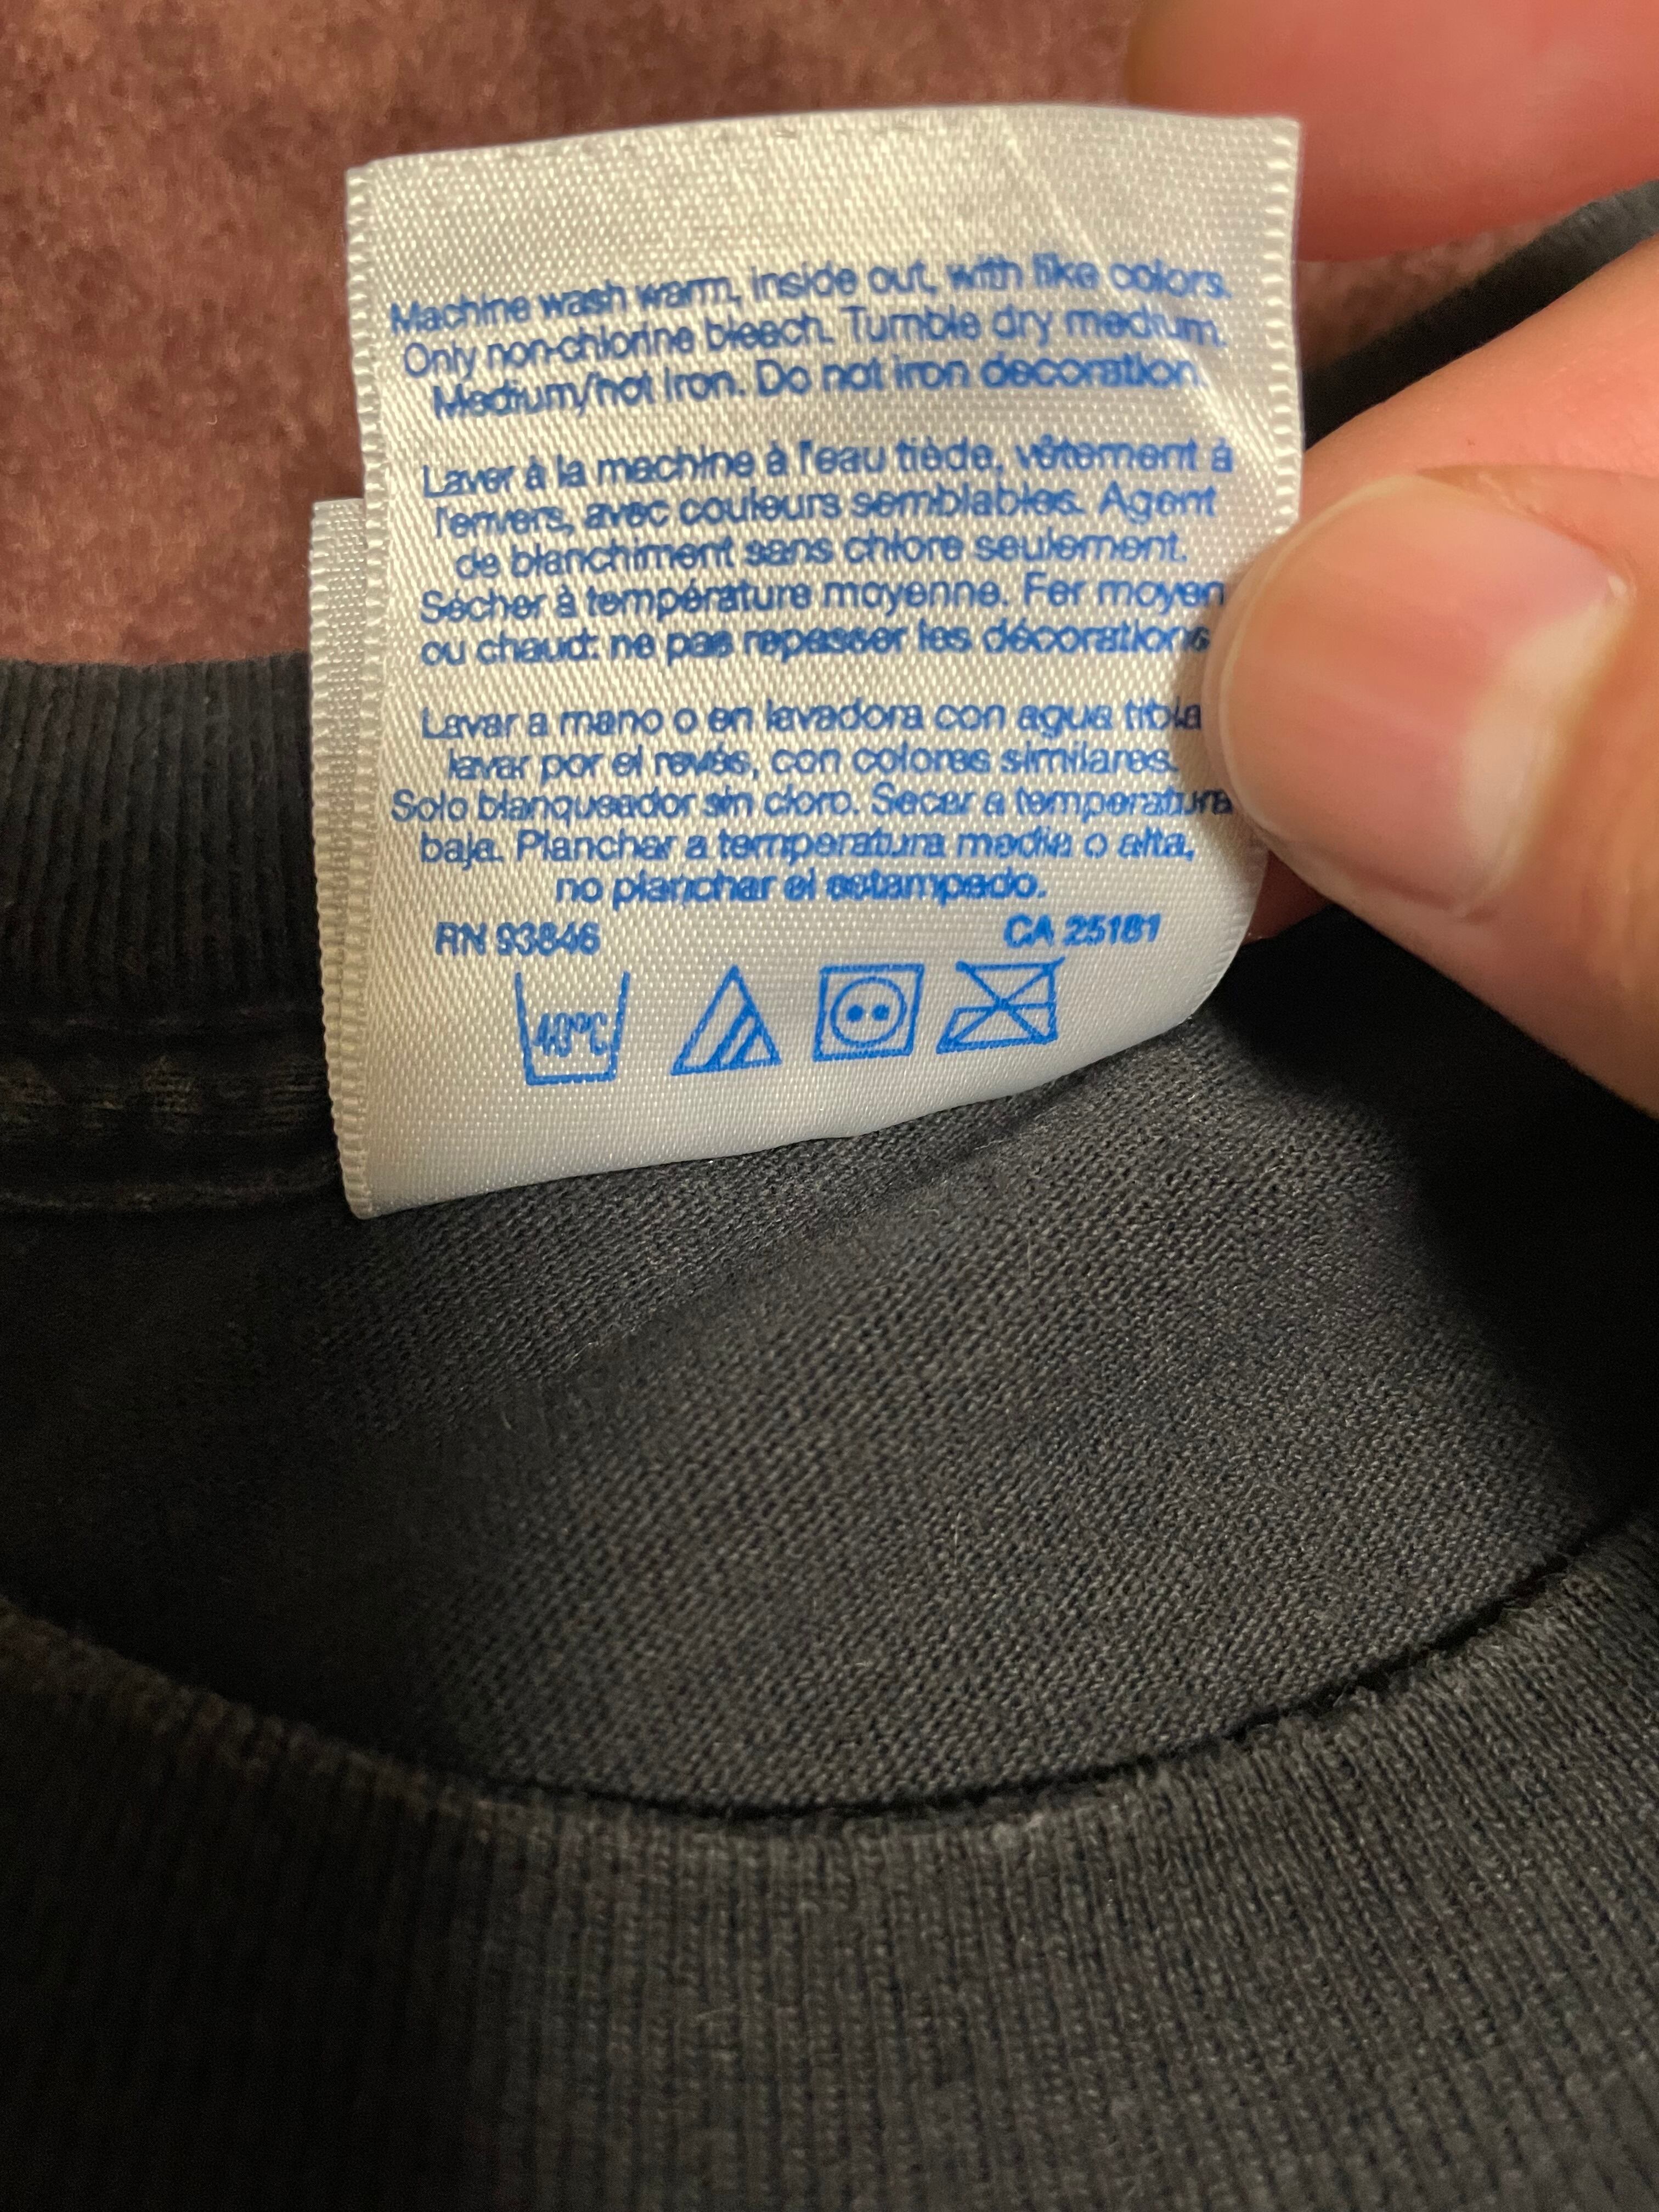 Machine wash warm, inside out, with like colors.
Only non-chlorine bleach. Tumble dry medium.
Medium/hot iron. Do not iron decoration.
Laver à la machine à l'eau tiède, vêtement à
l'envers, avec couleurs semblables. Agent
de blanchiment sans chlore seulement.
Sécher à température moyenne. Fer moyen
ou chaud: ne pas repasser les décorations
Lavar a mano o en lavadora con agua tibia
lavar por el revés, con colores similares.
Solo blanqueador sin cloro. Secar a temperatura
baja. Planchar a temperatura media o alta,
no planchar el estampado.
RN 93846 CA 25181
40°C